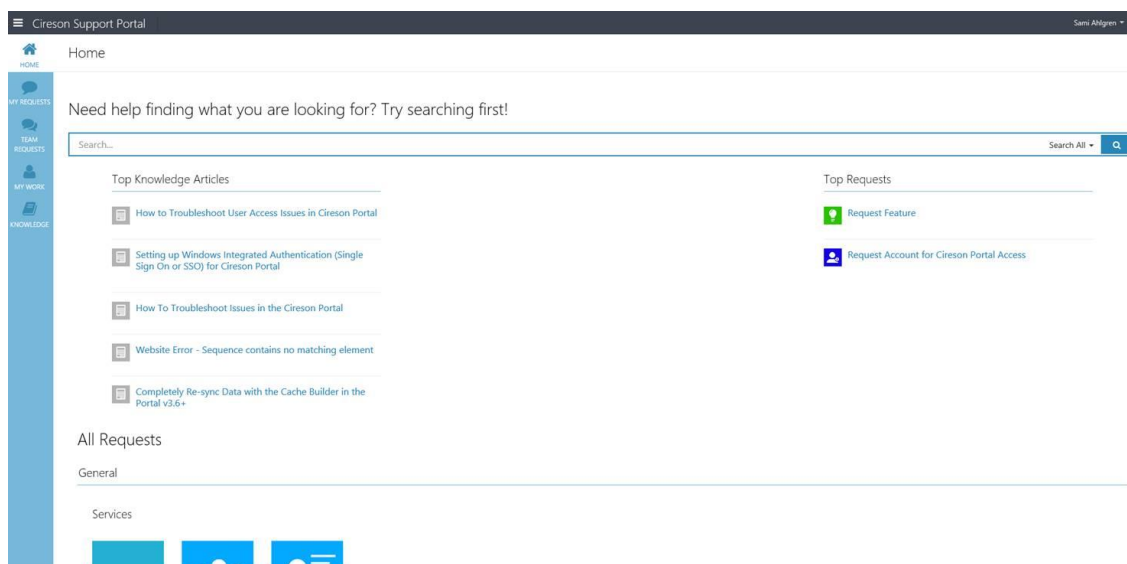 Cireson Support Portal
Sami Ahlgren
HOME
Home
MY REQUESTS
TEAM
REQUESTS
MY WORK
KNOWLEDGE
Need help finding what you are looking for? Try searching first!
Search...
Search All
Top Knowledge Articles
How to Troubleshoot User Access Issues in Cireson Portal
Setting up Windows Integrated Authentication (Single
Sign On or SSO) for Cireson Portal
How To Troubleshoot Issues in the Cireson Portal
Website Error - Sequence contains no matching element
Completely Re-sync Data with the Cache Builder in the
Portal v3.6+
Top Requests
Request Feature
Request Account for Cireson Portal Access
All Requests
General
Services